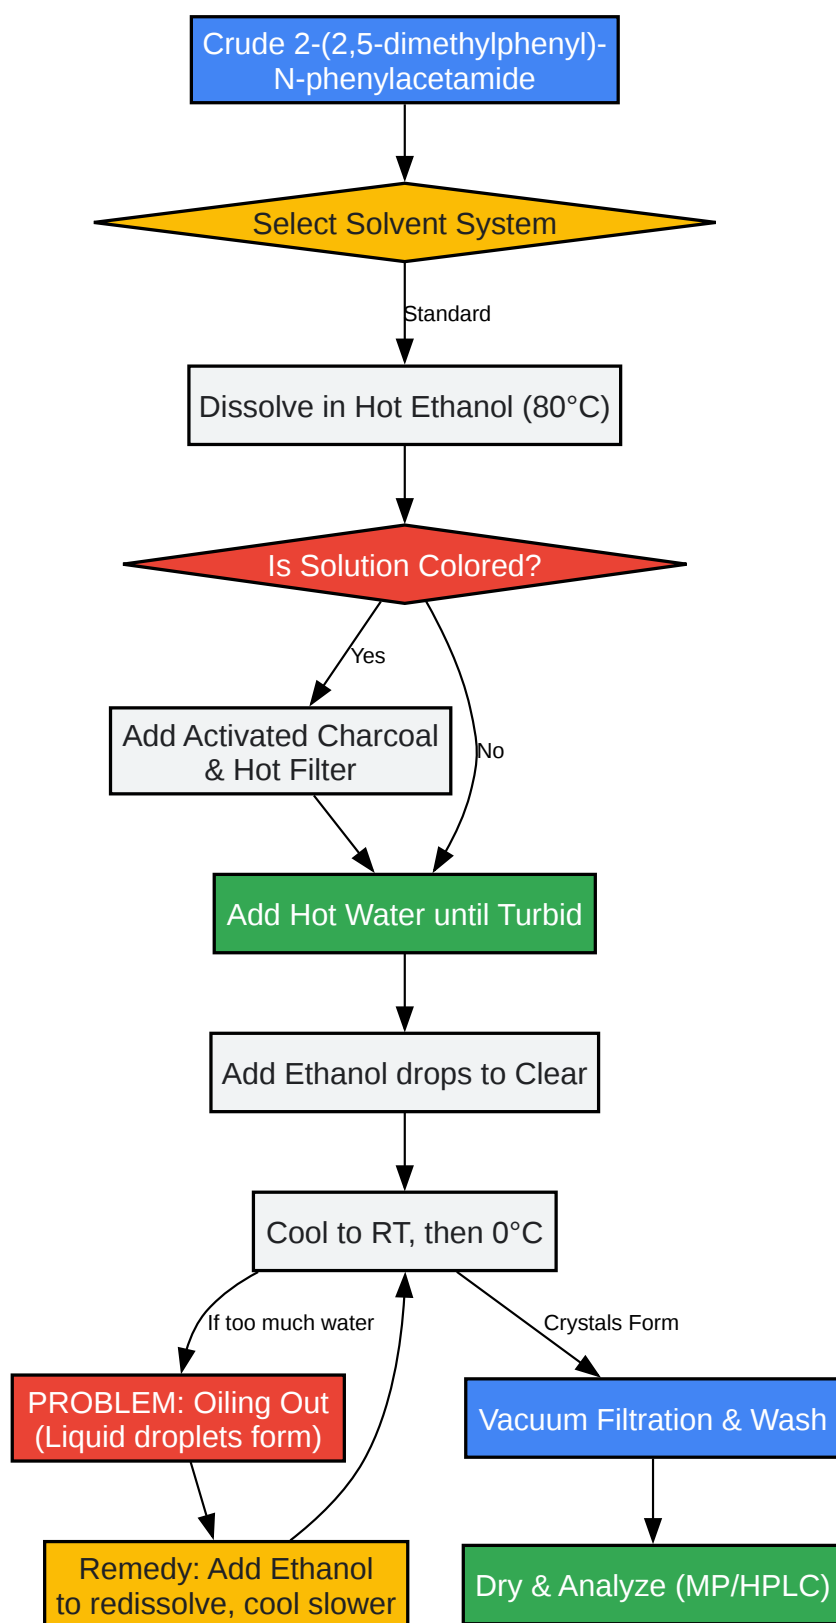 Crude 2-(2,5-dimethylphenyl)-
N-phenylacetamide
Select Solvent System
Standard
Dissolve in Hot Ethanol (80°C)
Is Solution Colored?
Yes
Add Activated Charcoal
& Hot Filter
No
Add Hot Water until Turbid
Add Ethanol drops to Clear
Cool to RT, then 0°C
If too much water
Crystals Form
PROBLEM: Oiling Out
(Liquid droplets form)
Vacuum Filtration & Wash
Remedy: Add Ethanol
to redissolve, cool slower
Dry & Analyze (MP/HPLC)